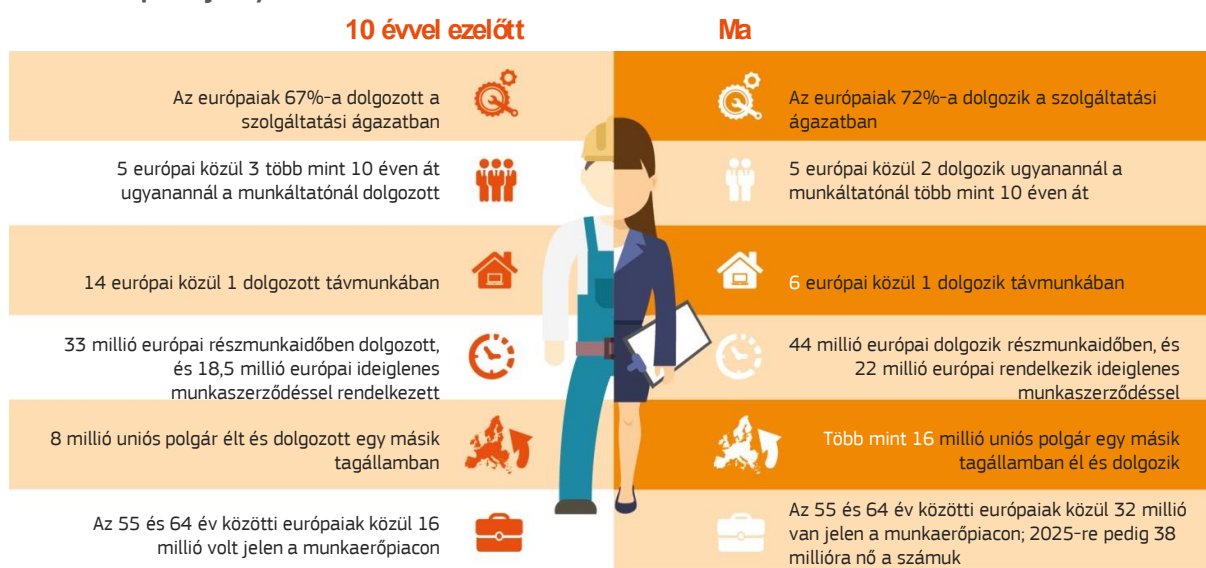 10 évvel ezelőtt
Ma
Az európaiak 67%-a dolgozott a
szolgáltatási ágazatban
Az európaiak 72%-a dolgozik a szolgáltatási
ágazatban
5 európai közül 3 több mint 10 éven át
ugyanannál a munkáltatónál dolgozott
5 európai közül 2 dolgozik ugyanannál a
munkáltatónál több mint 10 éven át
14 európai közül 1 dolgozott távmunkában
6 európai közül 1 dolgozik távmunkában
33 millió európai részmunkaidőben dolgozott,
és 18,5 millió európai ideiglenes
munkaszerződéssel rendelkezett
44 millió európai dolgozik részmunkaidőben, és
22 millió európai rendelkezik ideiglenes
munkaszerződéssel
8 millió uniós polgár élt és dolgozott egy másik
tagállamban
Több mint 16 millió uniós polgár egy másik
tagállamban él és dolgozik
Az 55 és 64 év közötti európaiak közül 16
millió volt jelen a munkaerőpiacon
Az 55 és 64 év közötti európaiak közül 32 millió
van jelen a munkaerőpiacon; 2025-re pedig 38
millióra nő a számuk